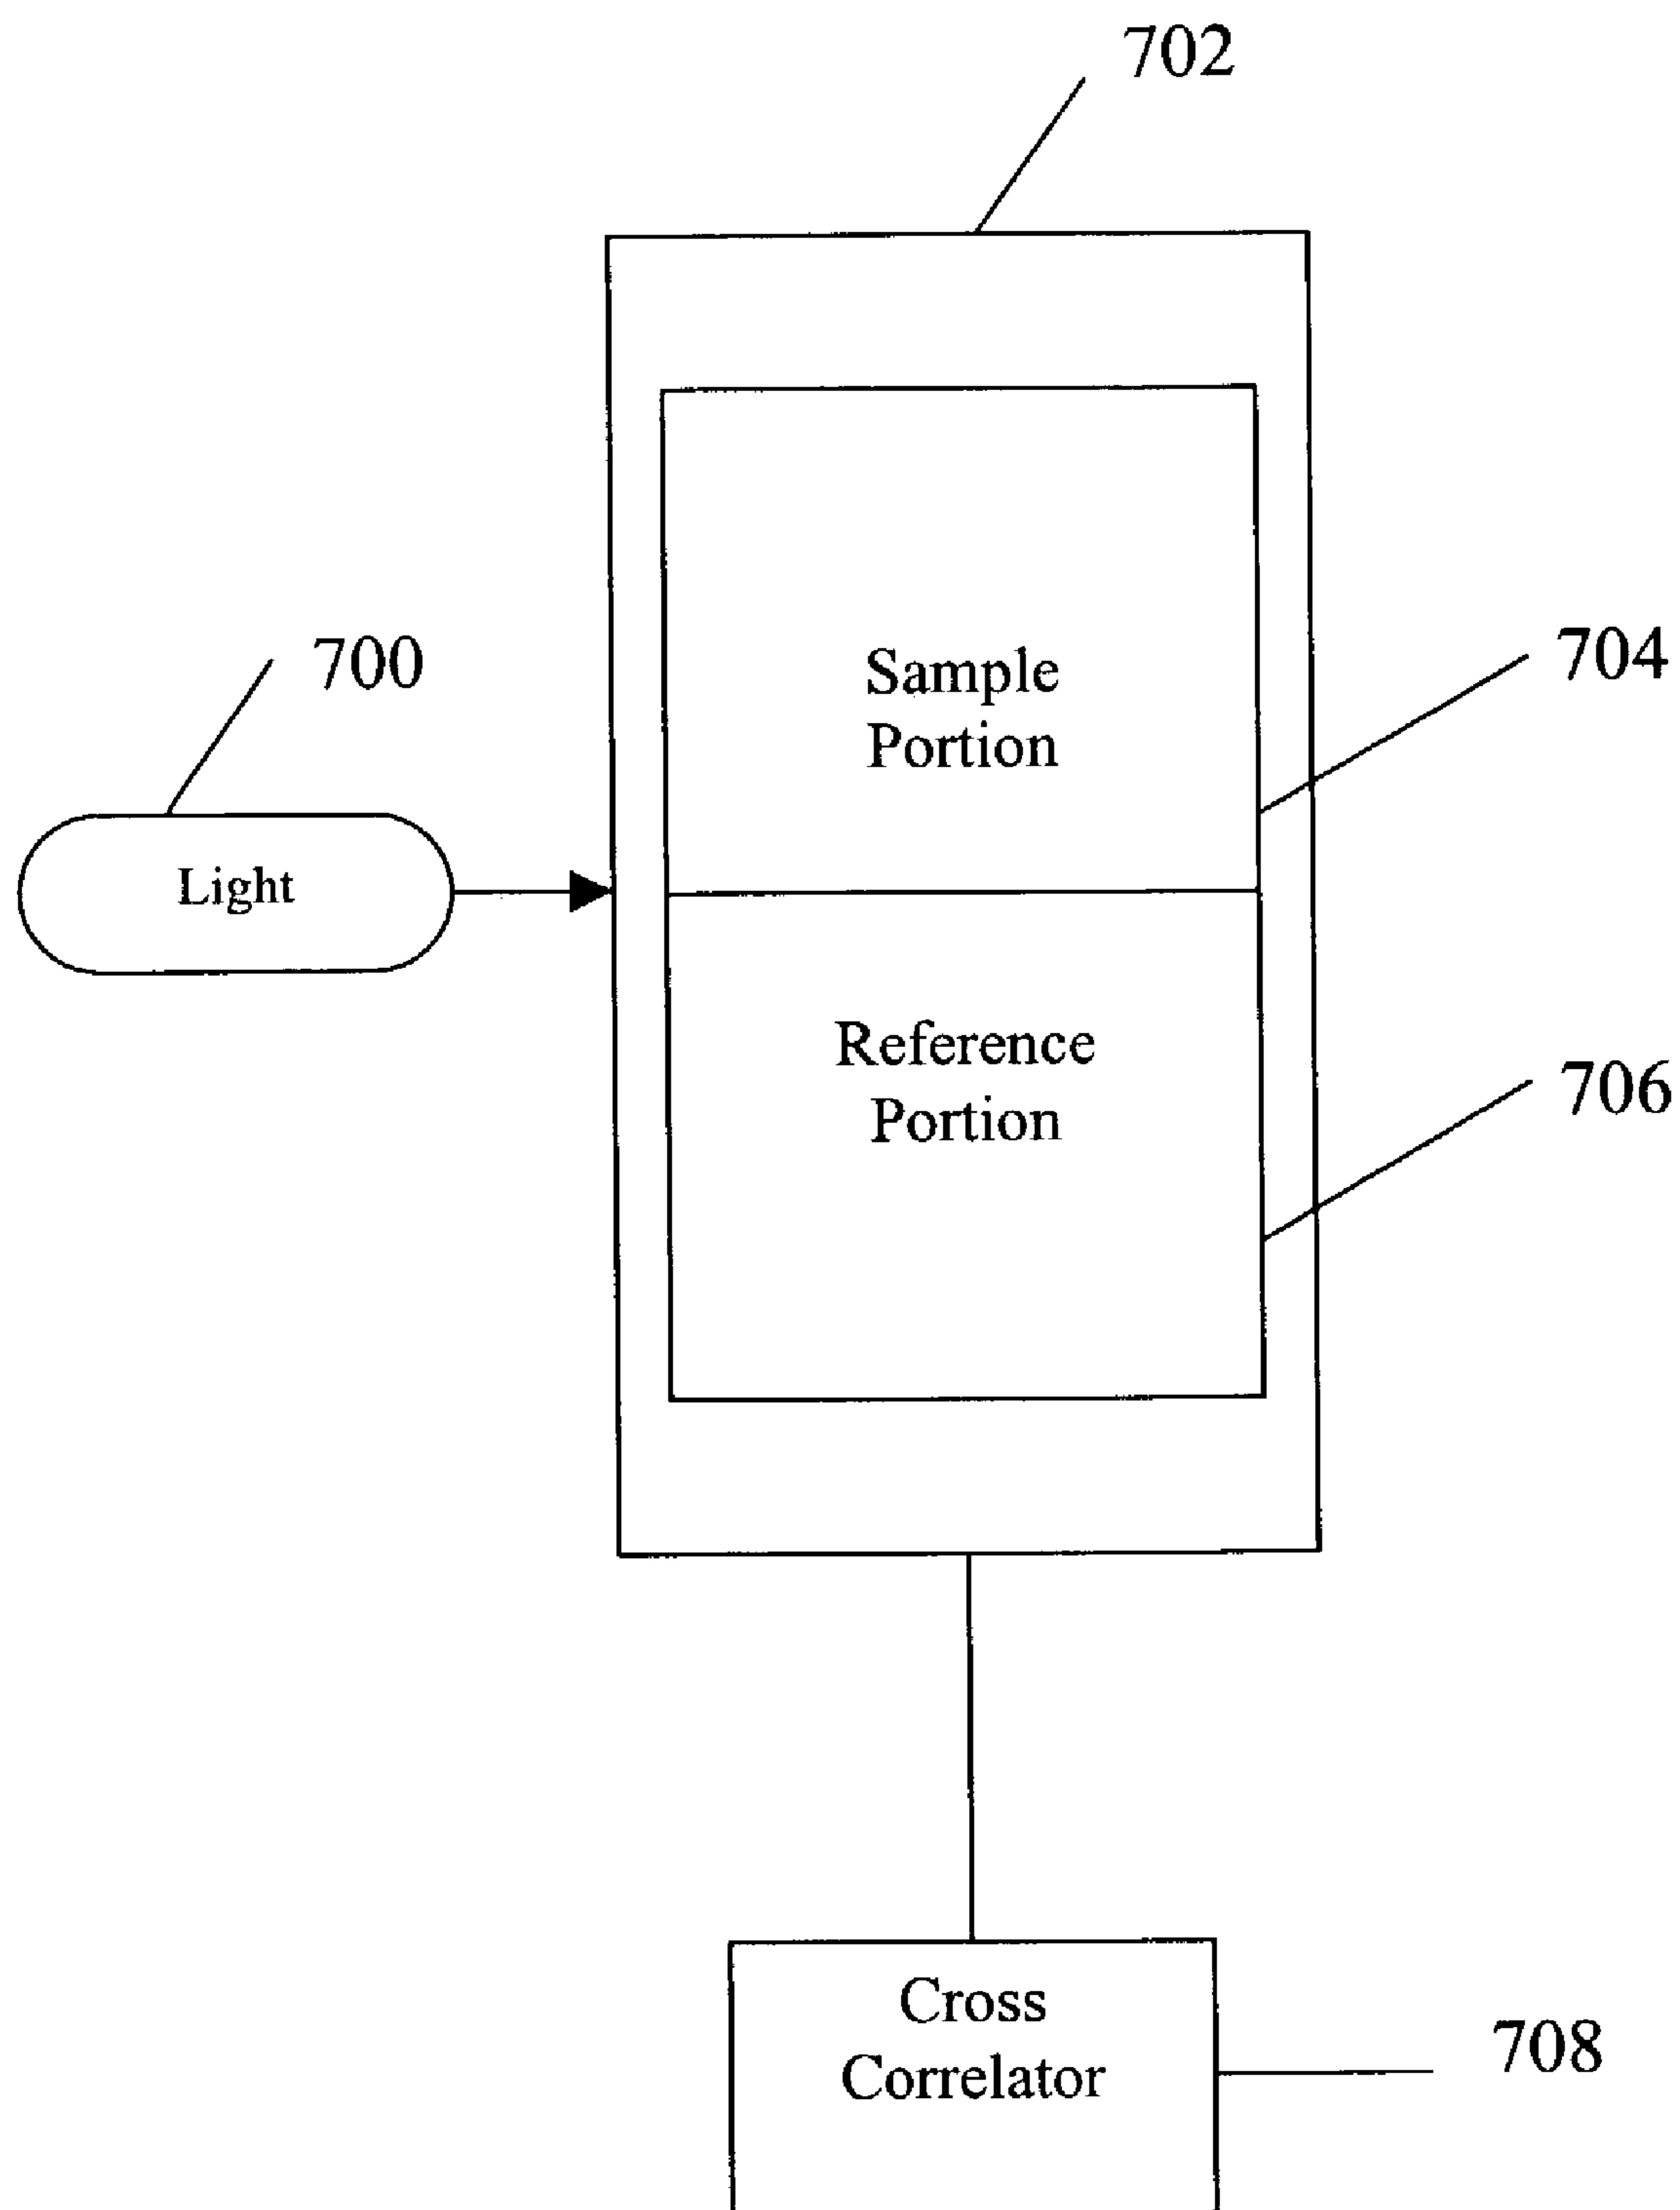 702
700
Sample
Portion
704
Light
Reference
Portion
706
Cross
Correlator
708